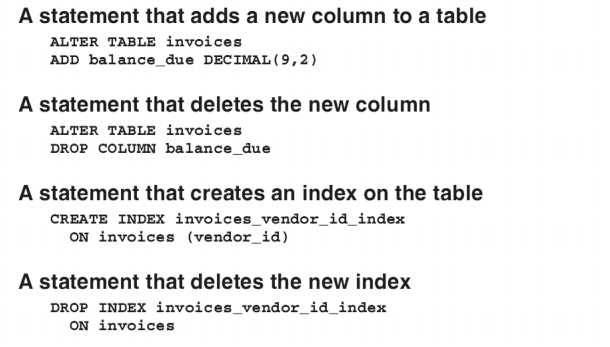 A statement that adds a new column to a table
ALTER TABLE invoices
ADD balance_due DECIMAL(9,2)
A statement that deletes the new column
ALTER TABLE invoices
DROP COLUMN balance_due
A statement that creates an index on the table
CREATE INDEX invoices_vendor_id_index
ON invoices (vendor_id)
A statement that deletes the new index
DROP INDEX invoices_vendor_id_index
ON invoices